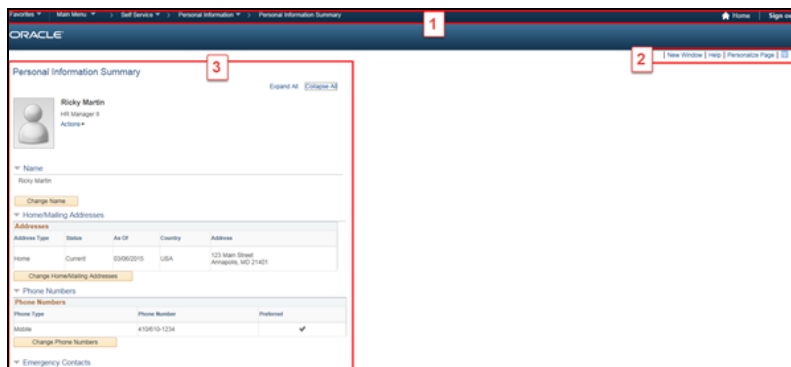 Favorites Main Menu > Self Service > Personal Information > Personal Information Summary Home | Sign ou
1
ORACLE
2 | New Window | Help | Personalize Page |
Personal Information Summary
3
Expand All Collapse All
Ricky Martin
HR Manager II
Actions
Name
Ricky Martin
Change Name
Home/Mailing Addresses
Addresses
Address Type Status As Of Country Address
Home Current 03/06/2015 USA 123 Main Street
Annapolis, MD 21401
Change Home/Mailing Addresses
Phone Numbers
Phone Numbers
Phone Type Phone Number Preferred
Mobile 410/610-1234
Change Phone Numbers
Emergency Contacts